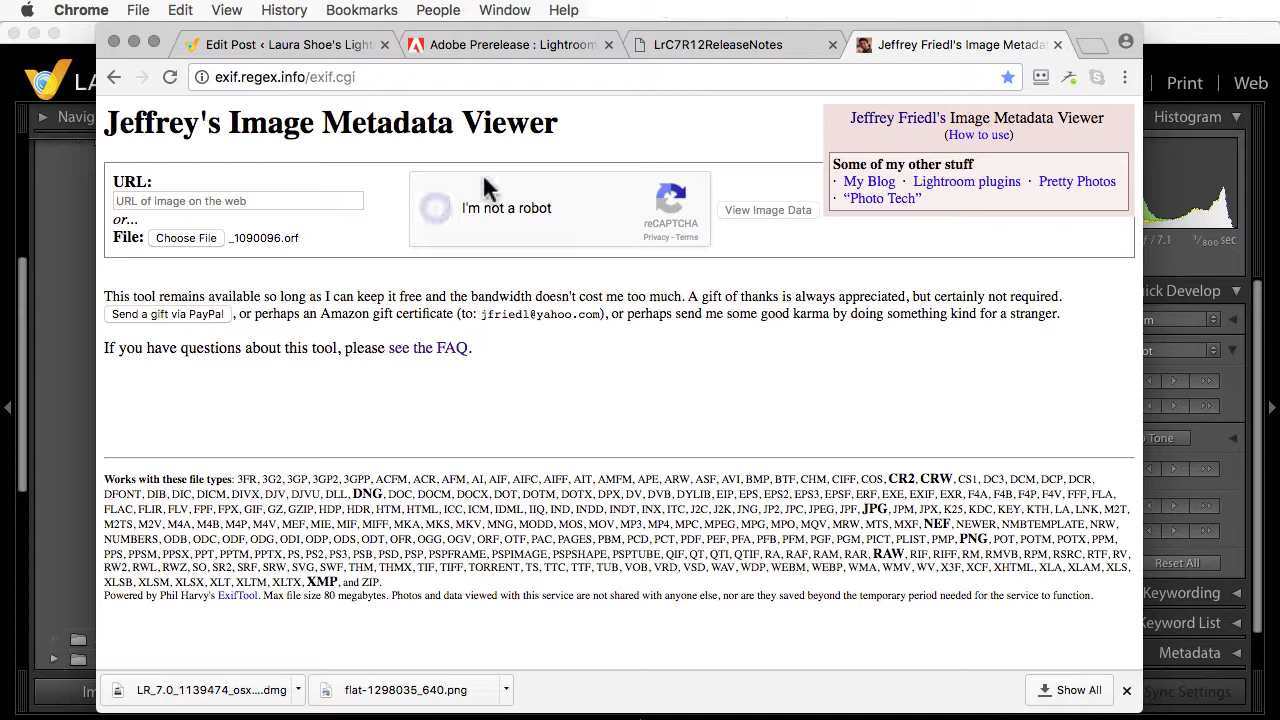 Chrome File Edit View History Bookmarks People Window Help
Edit Post ‹ Laura Shoe's Light
Adobe Prerelease : Lightroom
LrC7R12ReleaseNotes
Jeffrey Friedl's Image Metada
exif.regex.info/exif.cgi
LA
Print Web
Navig
Histogram
Jeffrey's Image Metadata Viewer
Jeffrey Friedl's Image Metadata Viewer
(How to use)
Some of my other stuff
· My Blog · Lightroom plugins · Pretty Photos
· “Photo Tech”
URL:
URL of image on the web
or...
File: Choose File _1090096.orf
I'm not a robot
reCAPTCHA
Privacy - Terms
View Image Data
f / 7.1 1/800 sec
This tool remains available so long as I can keep it free and the bandwidth doesn't cost me too much. A gift of thanks is always appreciated, but certainly not required.
Send a gift via PayPal , or perhaps an Amazon gift certificate (to: jfriedl@yahoo.com), or perhaps send me some good karma by doing something kind for a stranger.
If you have questions about this tool, please see the FAQ.
uick Develop
m
ot
o Tone
Works with these file types: 3FR, 3G2, 3GP, 3GP2, 3GPP, ACFM, ACR, AFM, AI, AIF, AIFC, AIFF, AIT, AMFM, APE, ARW, ASF, AVI, BMP, BTF, CHM, CIFF, COS, CR2, CRW, CS1, DC3, DCM, DCP, DCR,
DFONT, DIB, DIC, DICM, DIVX, DJV, DJVU, DLL, DNG, DOC, DOCM, DOCX, DOT, DOTM, DOTX, DPX, DV, DVB, DYLIB, EIP, EPS, EPS2, EPS3, EPSF, ERF, EXE, EXIF, EXR, F4A, F4B, F4P, F4V, FFF, FLA,
FLAC, FLIR, FLV, FPF, FPX, GIF, GZ, GZIP, HDP, HDR, HTM, HTML, ICC, ICM, IDML, IIQ, IND, INDD, INDT, INX, ITC, J2C, J2K, JNG, JP2, JPC, JPEG, JPF, JPG, JPM, JPX, K25, KDC, KEY, KTH, LA, LNK, M2T,
M2TS, M2V, M4A, M4B, M4P, M4V, MEF, MIE, MIF, MIFF, MKA, MKS, MKV, MNG, MODD, MOS, MOV, MP3, MP4, MPC, MPEG, MPG, MPO, MQV, MRW, MTS, MXF, NEF, NEWER, NMBTEMPLATE, NRW,
NUMBERS, ODB, ODC, ODF, ODG, ODI, ODP, ODS, ODT, OFR, OGG, OGV, ORF, OTF, PAC, PAGES, PBM, PCD, PCT, PDF, PEF, PFA, PFB, PFM, PGF, PGM, PICT, PLIST, PMP, PNG, POT, POTM, POTX, PPM,
PPS, PPSM, PPSX, PPT, PPTM, PPTX, PS, PS2, PS3, PSB, PSD, PSP, PSPFRAME, PSPIMAGE, PSPSHAPE, PSPTUBE, QIF, QT, QTI, QTIF, RA, RAF, RAM, RAR, RAW, RIF, RIFF, RM, RMVB, RPM, RSRC, RTF, RV,
RW2, RWL, RWZ, SO, SR2, SRF, SRW, SVG, SWF, THM, THMX, TIF, TIFF, TORRENT, TS, TTC, TTF, TUB, VOB, VRD, VSD, WAV, WDP, WEBM, WEBP, WMA, WMV, WV, X3F, XCF, XHTML, XLA, XLAM, XLS,
XLSB, XLSM, XLSX, XLT, XLTM, XLTX, XMP, and ZIP.
Powered by Phil Harvy's ExifTool. Max file size 80 megabytes. Photos and data viewed with this service are not shared with anyone else, nor are they saved beyond the temporary period needed for the service to function.
Reset All
Keywording
Keyword List
Metadata
Im
LR_7.0_1139474_osx....dmg
flat-1298035_640.png
Show All
Sync Settings